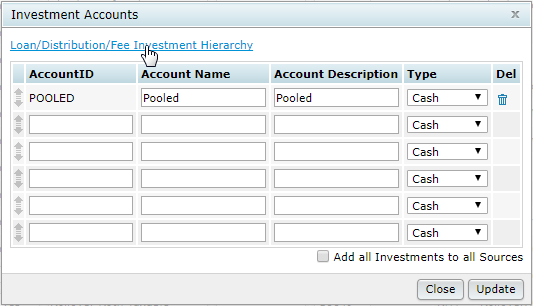 Investment Accounts x
Loan/Distribution/Fee Investment Hierarchy
AccountID Account Name Account Description Type Del
POOLED Pooled Pooled Cash
Cash
Cash
Cash
Cash
Cash
Add all Investments to all Sources
Close Update